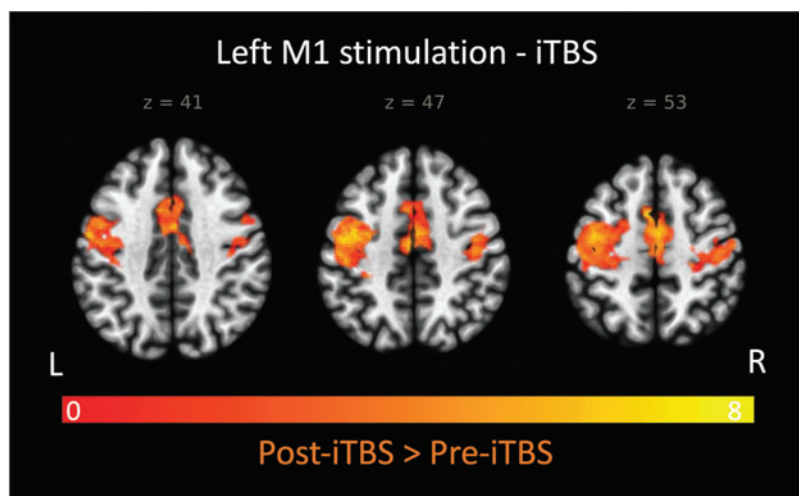 Left M1 stimulation - iTBS
z = 41 z = 47 z = 53
L R
0 8
Post-iTBS > Pre-iTBS